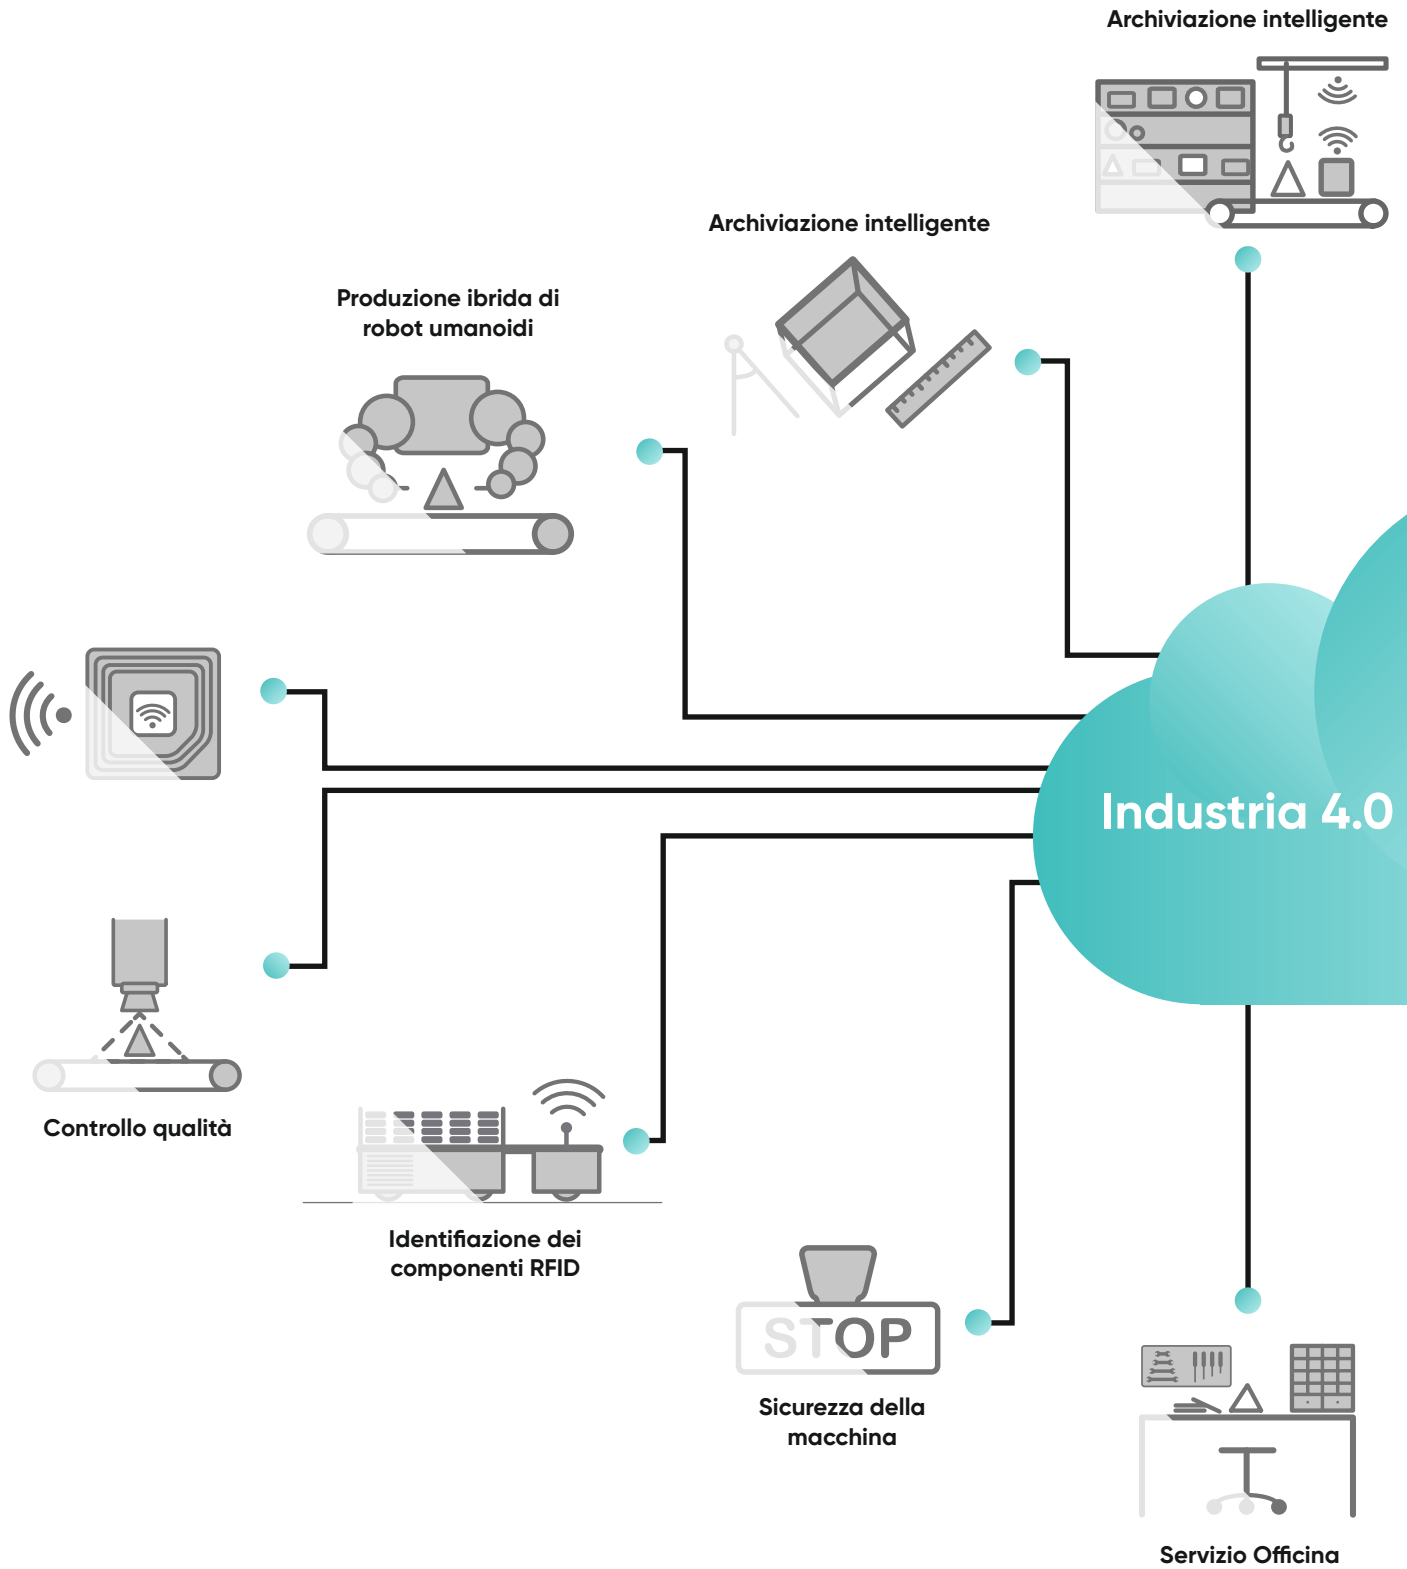 Archiviazione intelligente
Archiviazione intelligente
Produzione ibrida di
robot umanoidi
Industria 4.0
Controllo qualità
Identifiazione dei
componenti RFID
STOP
Sicurezza della
macchina
Servizio Officina